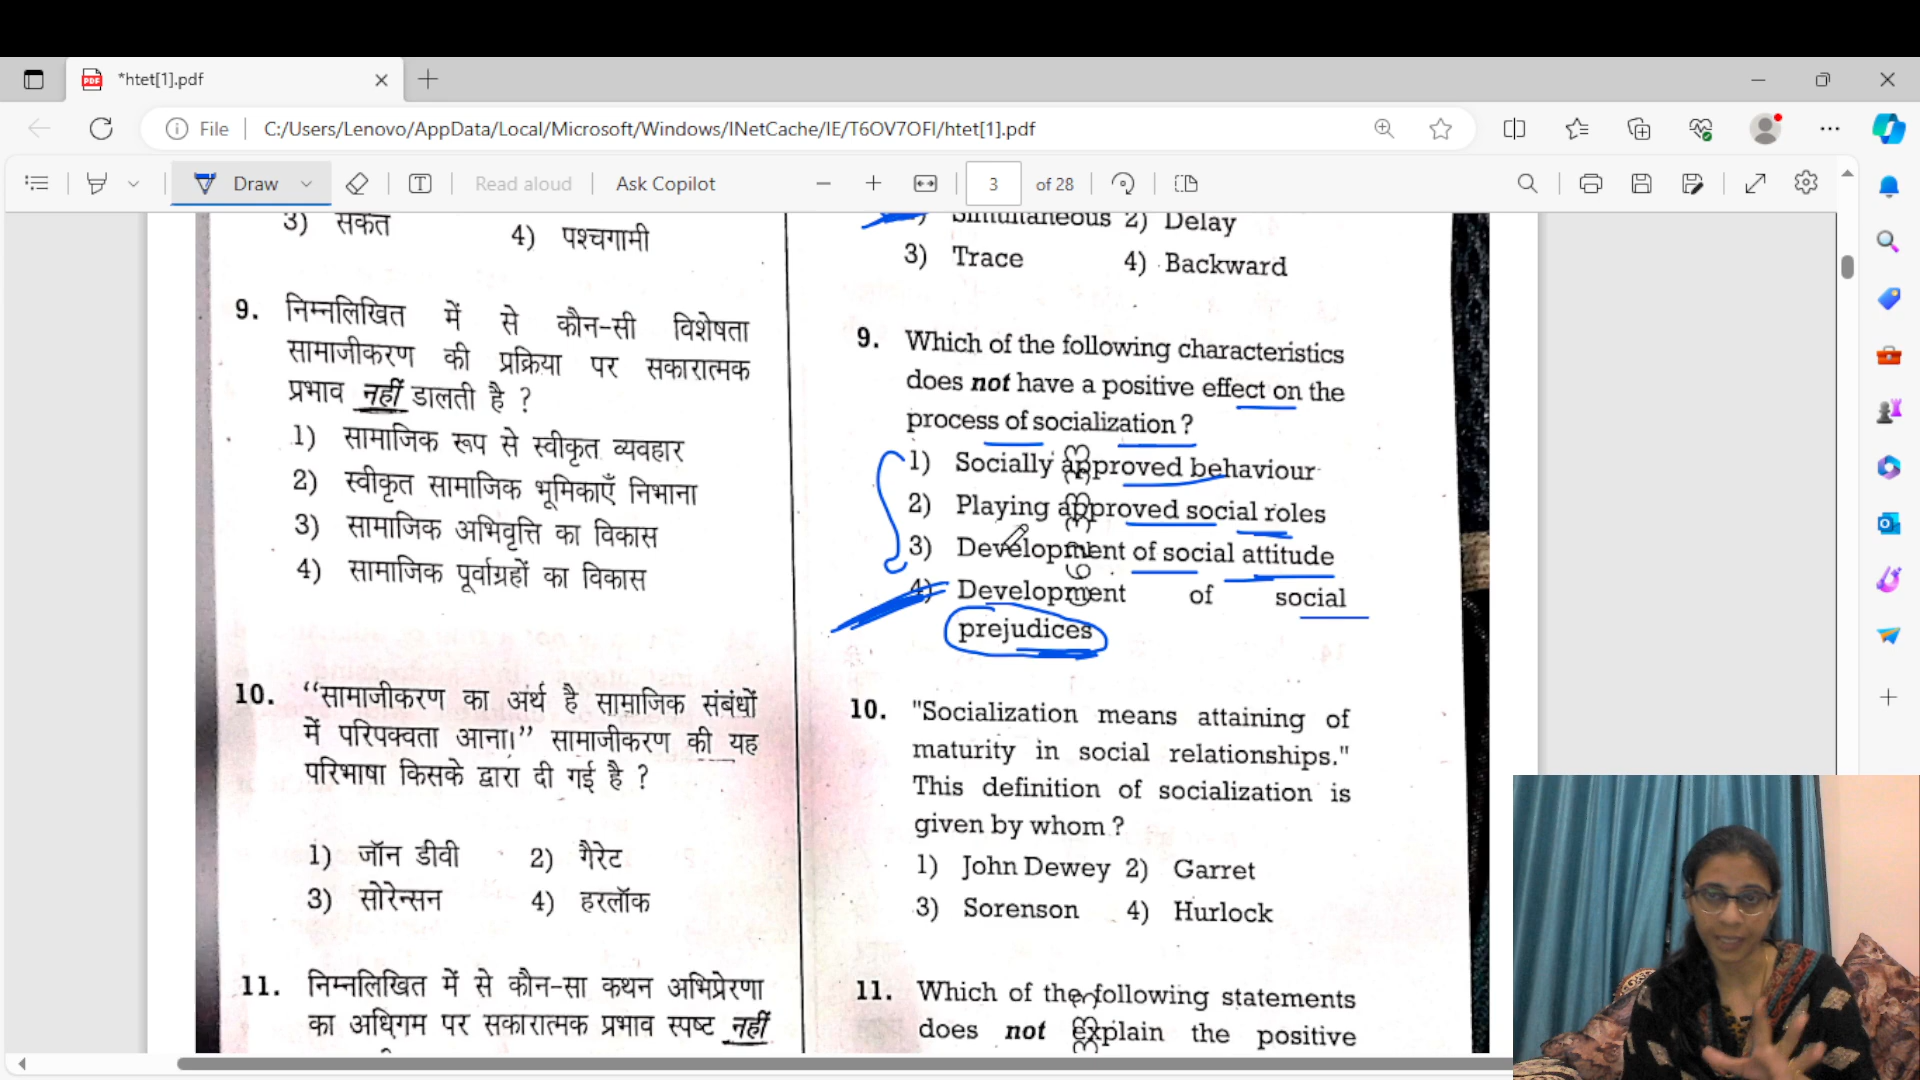 *htet[1].pdf
File
C:/Users/Lenovo/AppData/Local/Microsoft/Windows/INetCache/IE/T6OV7OFI/htet[1].pdf
Draw
Read aloud
Ask Copilot
3
of 28
3) संकेत
4) पश्चगामी
9. निम्नलिखित में से कौन-सी विशेषता
सामाजीकरण की प्रक्रिया पर सकारात्मक
प्रभाव नहीं डालती है ?
1) सामाजिक रूप से स्वीकृत व्यवहार
2) स्वीकृत सामाजिक भूमिकाएँ निभाना
3) सामाजिक अभिवृत्ति का विकास
4) सामाजिक पूर्वाग्रहों का विकास
10. ‘‘सामाजीकरण का अर्थ है सामाजिक संबंधों
में परिपक्वता आना।’’ सामाजीकरण की यह
परिभाषा किसके द्वारा दी गई है ?
1) जॉन डीवी 2) गैरेट
3) सोरेन्सन 4) हरलॉक
11. निम्नलिखित में से कौन-सा कथन अभिप्रेरणा
का अधिगम पर सकारात्मक प्रभाव स्पष्ट नहीं
Simultaneous 2) Delay
3) Trace 4) Backward
9. Which of the following characteristics
does not have a positive effect on the
process of socialization ?
1) Socially approved behaviour
2) Playing approved social roles
3) Development of social attitude
4) Development of social
prejudices
10. "Socialization means attaining of
maturity in social relationships."
This definition of socialization is
given by whom ?
1) John Dewey 2) Garret
3) Sorenson 4) Hurlock
11. Which of the following statements
does not explain the positive